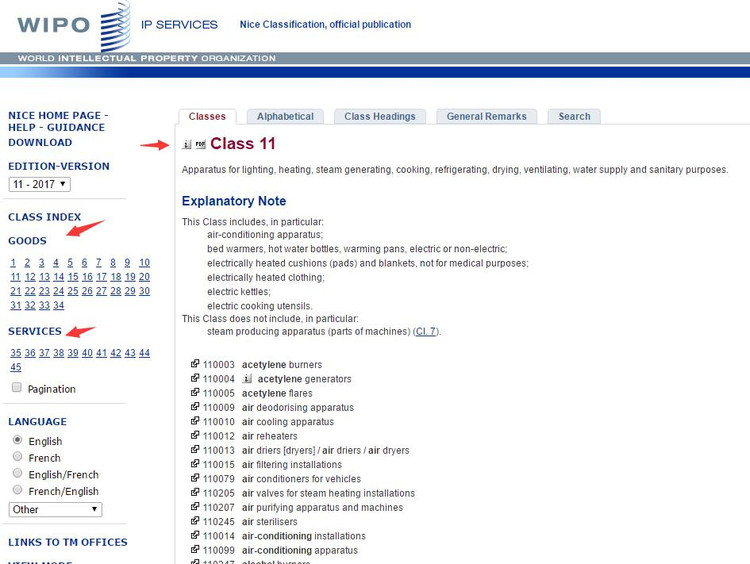 WIPO IP SERVICES Nice Classification, official publication
WORLD INTELLECTUAL PROPERTY ORGANIZATION
NICE HOME PAGE -
HELP - GUIDANCE
DOWNLOAD
EDITION-VERSION
11 - 2017
CLASS INDEX
GOODS
1 2 3 4 5 6 7 8 9 10
11 12 13 14 15 16 17 18 19 20
21 22 23 24 25 26 27 28 29 30
31 32 33 34
SERVICES
35 36 37 38 39 40 41 42 43 44
45
Pagination
LANGUAGE
English
French
English/French
French/English
Other
LINKS TO TM OFFICES
VIEW MODE
Classes Alphabetical Class Headings General Remarks Search
PDF Class 11
Apparatus for lighting, heating, steam generating, cooking, refrigerating, drying, ventilating, water supply and sanitary purposes.
Explanatory Note
This Class includes, in particular:
air-conditioning apparatus;
bed warmers, hot water bottles, warming pans, electric or non-electric;
electrically heated cushions (pads) and blankets, not for medical purposes;
electrically heated clothing;
electric kettles;
electric cooking utensils.
This Class does not include, in particular:
steam producing apparatus (parts of machines) (Cl. 7).
110003 acetylene burners
110004 acetylene generators
110005 acetylene flares
110009 air deodorising apparatus
110010 air cooling apparatus
110012 air reheaters
110013 air driers [dryers] / air driers / air dryers
110015 air filtering installations
110079 air conditioners for vehicles
110205 air valves for steam heating installations
110207 air purifying apparatus and machines
110245 air sterilisers
110014 air-conditioning installations
110099 air-conditioning apparatus
110247 alcohol burners